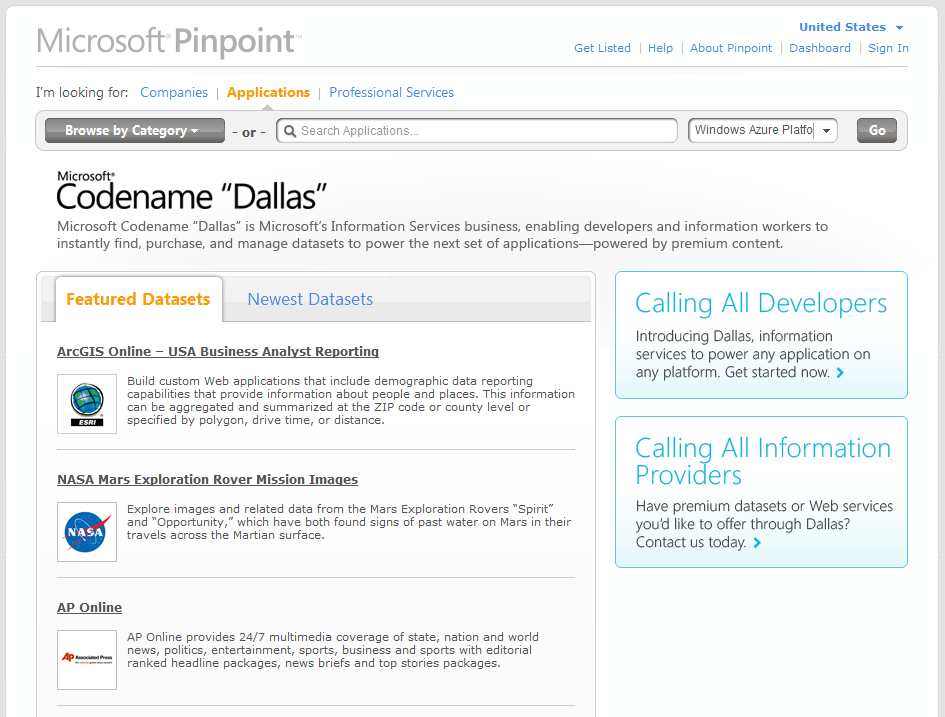 Microsoft® Pinpoint™
United States
Get Listed | Help | About Pinpoint | Dashboard | Sign In
I'm looking for: Companies | Applications | Professional Services
Browse by Category - or - Search Applications... Windows Azure Platfo Go
Microsoft®
Codename “Dallas”
Microsoft Codename “Dallas” is Microsoft’s Information Services business, enabling developers and information workers to
instantly find, purchase, and manage datasets to power the next set of applications—powered by premium content.
Featured Datasets Newest Datasets
ArcGIS Online – USA Business Analyst Reporting
Build custom Web applications that include demographic data reporting
capabilities that provide information about people and places. This information
can be aggregated and summarized at the ZIP code or county level or
specified by polygon, drive time, or distance.
ESRI
NASA Mars Exploration Rover Mission Images
Explore images and related data from the Mars Exploration Rovers “Spirit”
and “Opportunity,” which have both found signs of past water on Mars in their
travels across the Martian surface.
NASA
AP Online
AP Online provides 24/7 multimedia coverage of state, nation and world
news, politics, entertainment, sports, business and sports with editorial
ranked headline packages, news briefs and top stories packages.
AP Associated Press
Calling All Developers
Introducing Dallas, information
services to power any application on
any platform. Get started now.
Calling All Information
Providers
Have premium datasets or Web services
you’d like to offer through Dallas?
Contact us today.